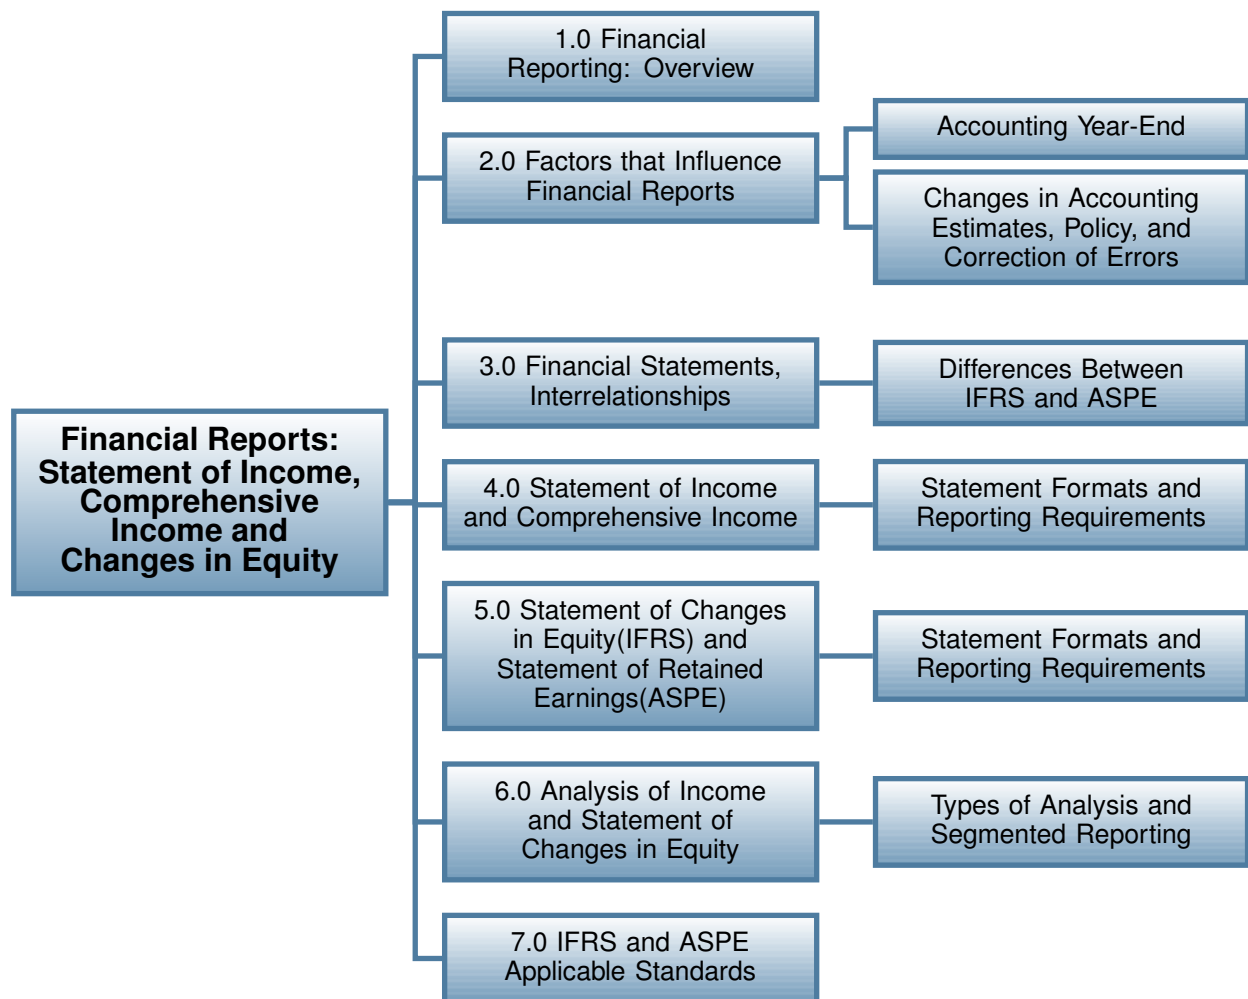 Financial Reports:
Statement of Income,
Comprehensive
Income and
Changes in Equity
1.0 Financial
Reporting: Overview
2.0 Factors that Influence
Financial Reports
Accounting Year-End
Changes in Accounting
Estimates, Policy, and
Correction of Errors
3.0 Financial Statements,
Interrelationships
Differences Between
IFRS and ASPE
4.0 Statement of Income
and Comprehensive Income
Statement Formats and
Reporting Requirements
5.0 Statement of Changes
in Equity(IFRS) and
Statement of Retained
Earnings(ASPE)
Statement Formats and
Reporting Requirements
6.0 Analysis of Income
and Statement of
Changes in Equity
Types of Analysis and
Segmented Reporting
7.0 IFRS and ASPE
Applicable Standards